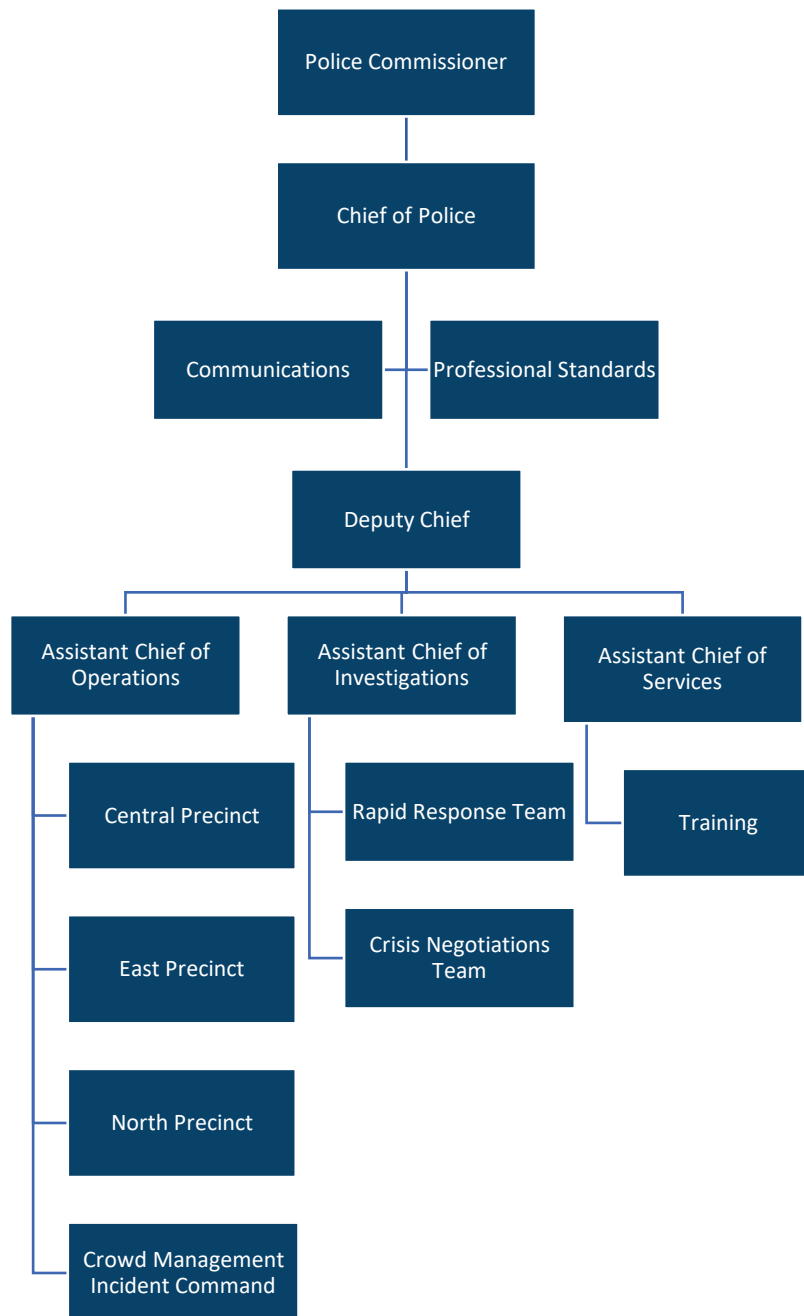 Police Commissioner
Chief of Police
Communications
Professional Standards
Deputy Chief
Assistant Chief of
Operations
Assistant Chief of
Investigations
Assistant Chief of
Services
Central Precinct
Rapid Response Team
Training
East Precinct
Crisis Negotiations
Team
North Precinct
Crowd Management
Incident Command